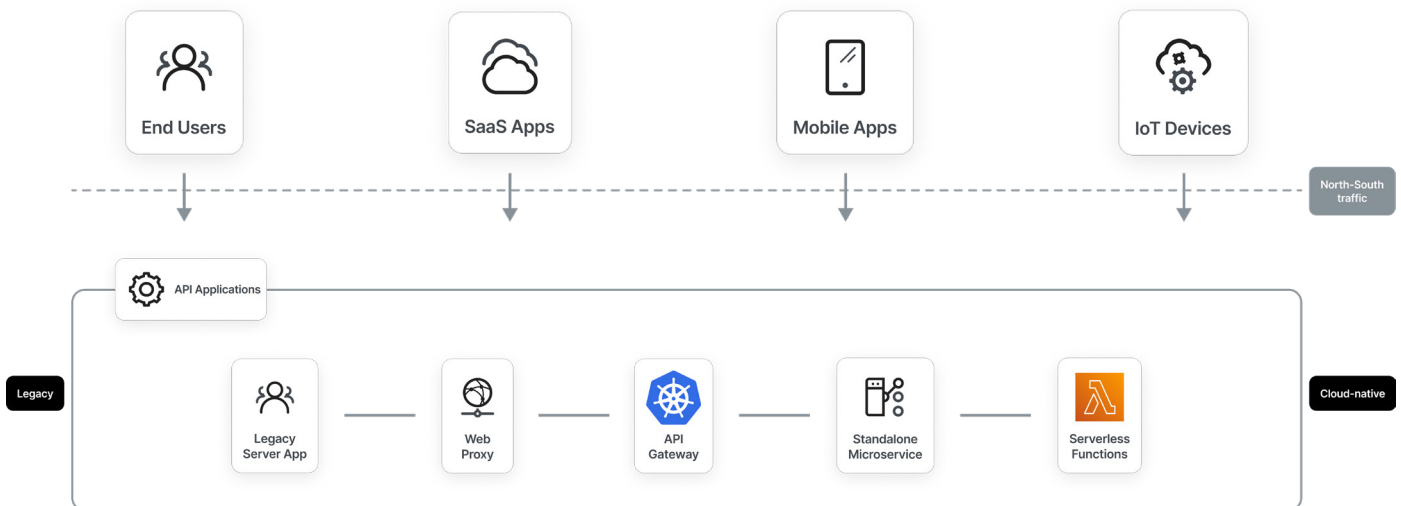 End Users
SaaS Apps
Mobile Apps
IoT Devices
North-South
traffic
API Applications
Legacy
Cloud-native
Legacy
Server App
Web
Proxy
API
Gateway
Standalone
Microservice
Serverless
Functions